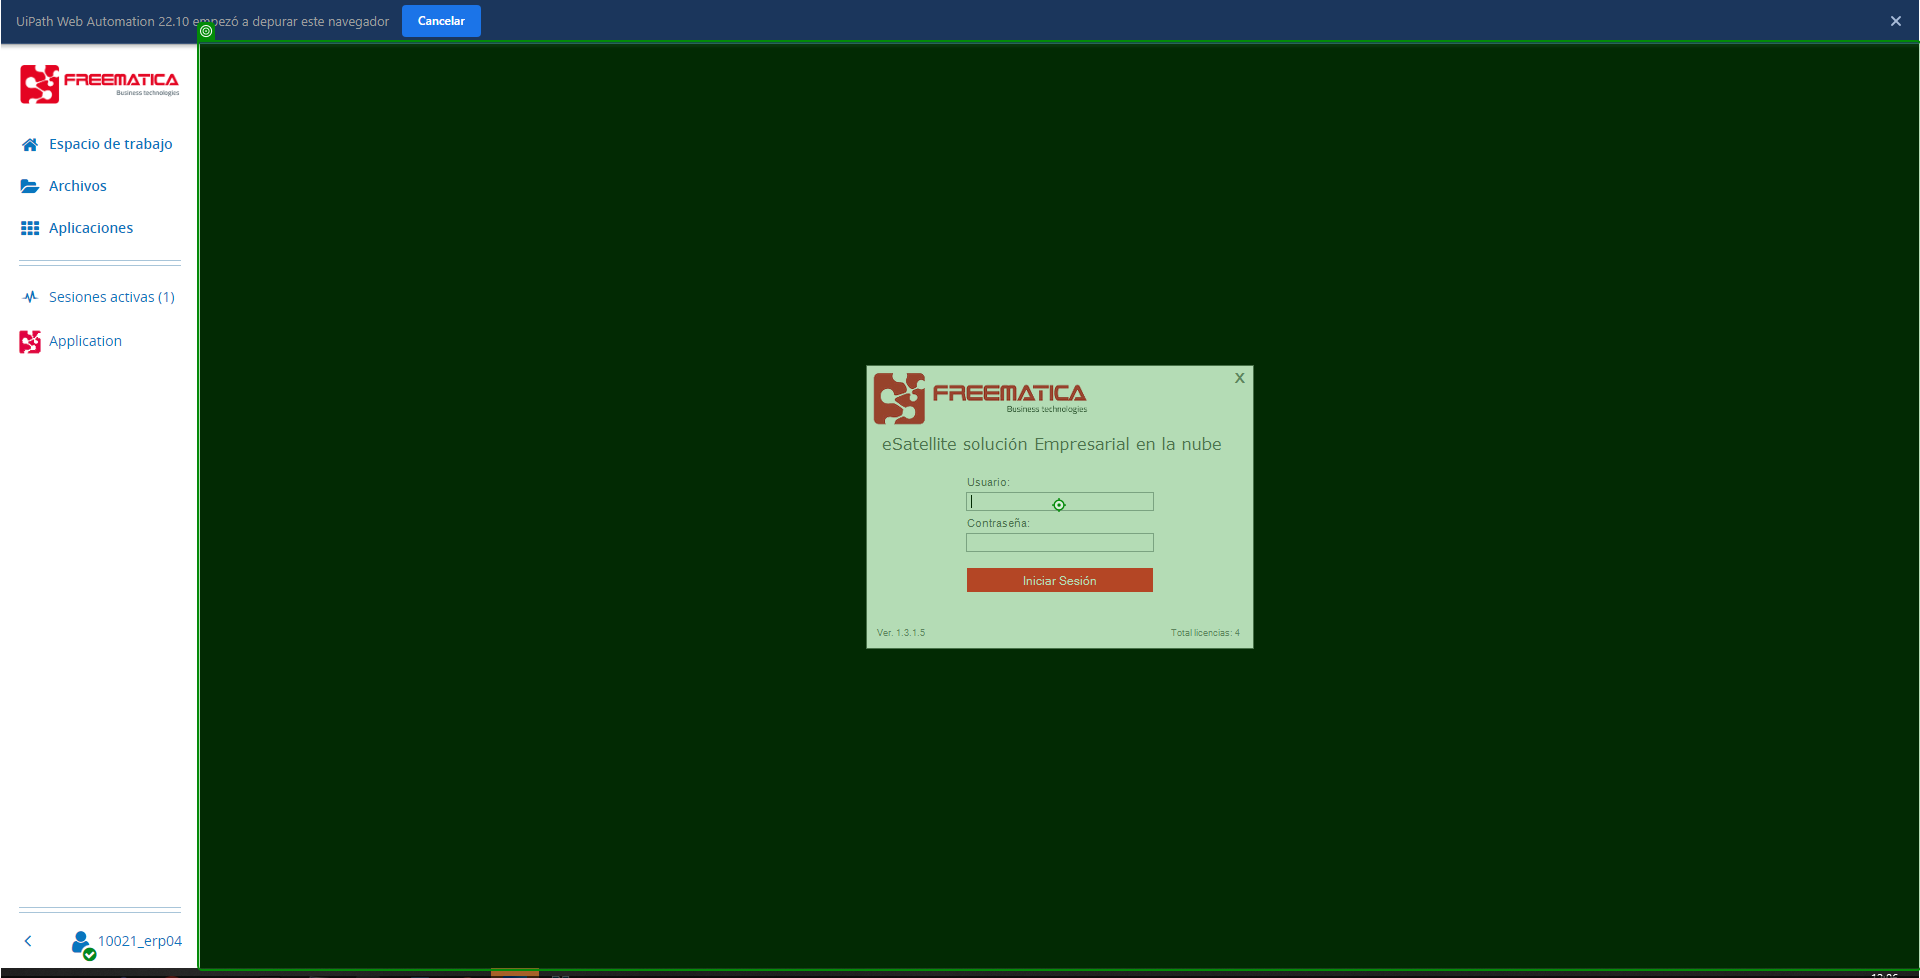 UiPath Web Automation 22.10 empezó a depurar este navegador
Cancelar
FREEMATICA
Business technologies
Espacio de trabajo
Archivos
Aplicaciones
Sesiones activas (1)
Application
FREEMATICA
Business technologies
X
eSatellite solución Empresarial en la nube
Usuario:
Contraseña:
Iniciar Sesión
Ver. 1.3.1.5
Total licencias: 4
10021_erp04